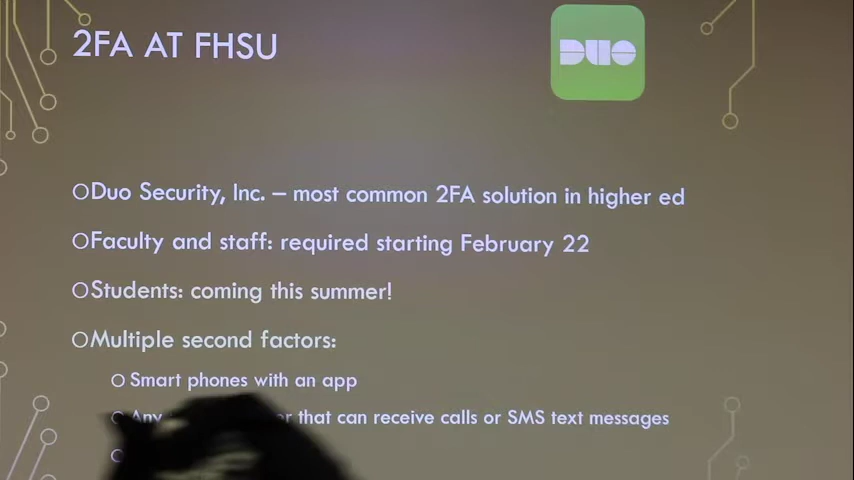 2FA AT FHSU
DUO
Duo Security, Inc. – most common 2FA solution in higher ed
Faculty and staff: required starting February 22
Students: coming this summer!
Multiple second factors:
Smart phones with an app
Any that can receive calls or SMS text messages